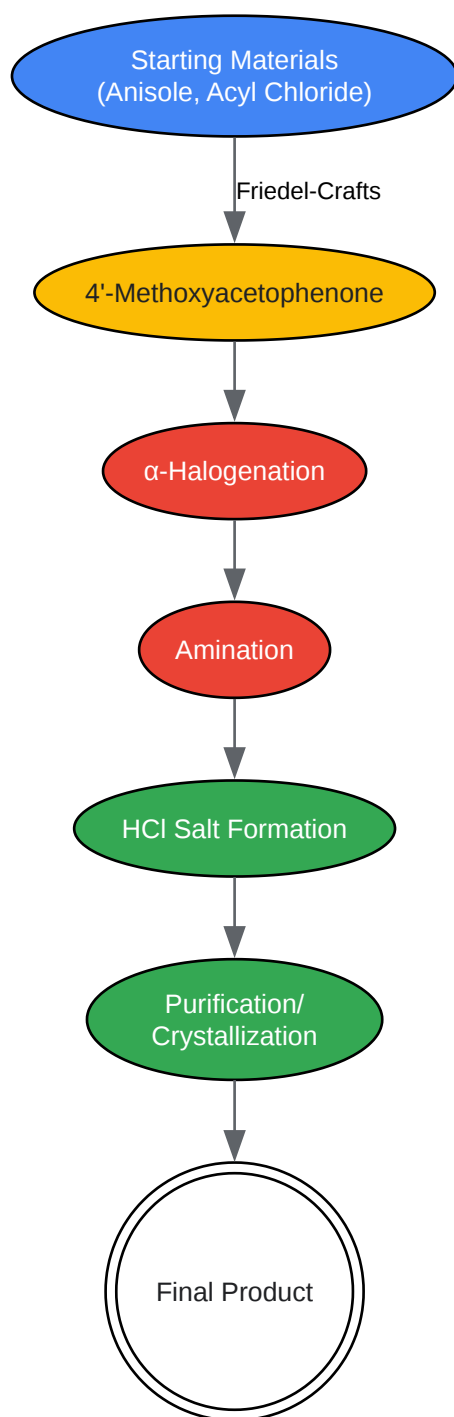 Starting Materials
(Anisole, Acyl Chloride)
Friedel-Crafts
4'-Methoxyacetophenone
α-Halogenation
Amination
HCl Salt Formation
Purification/
Crystallization
Final Product